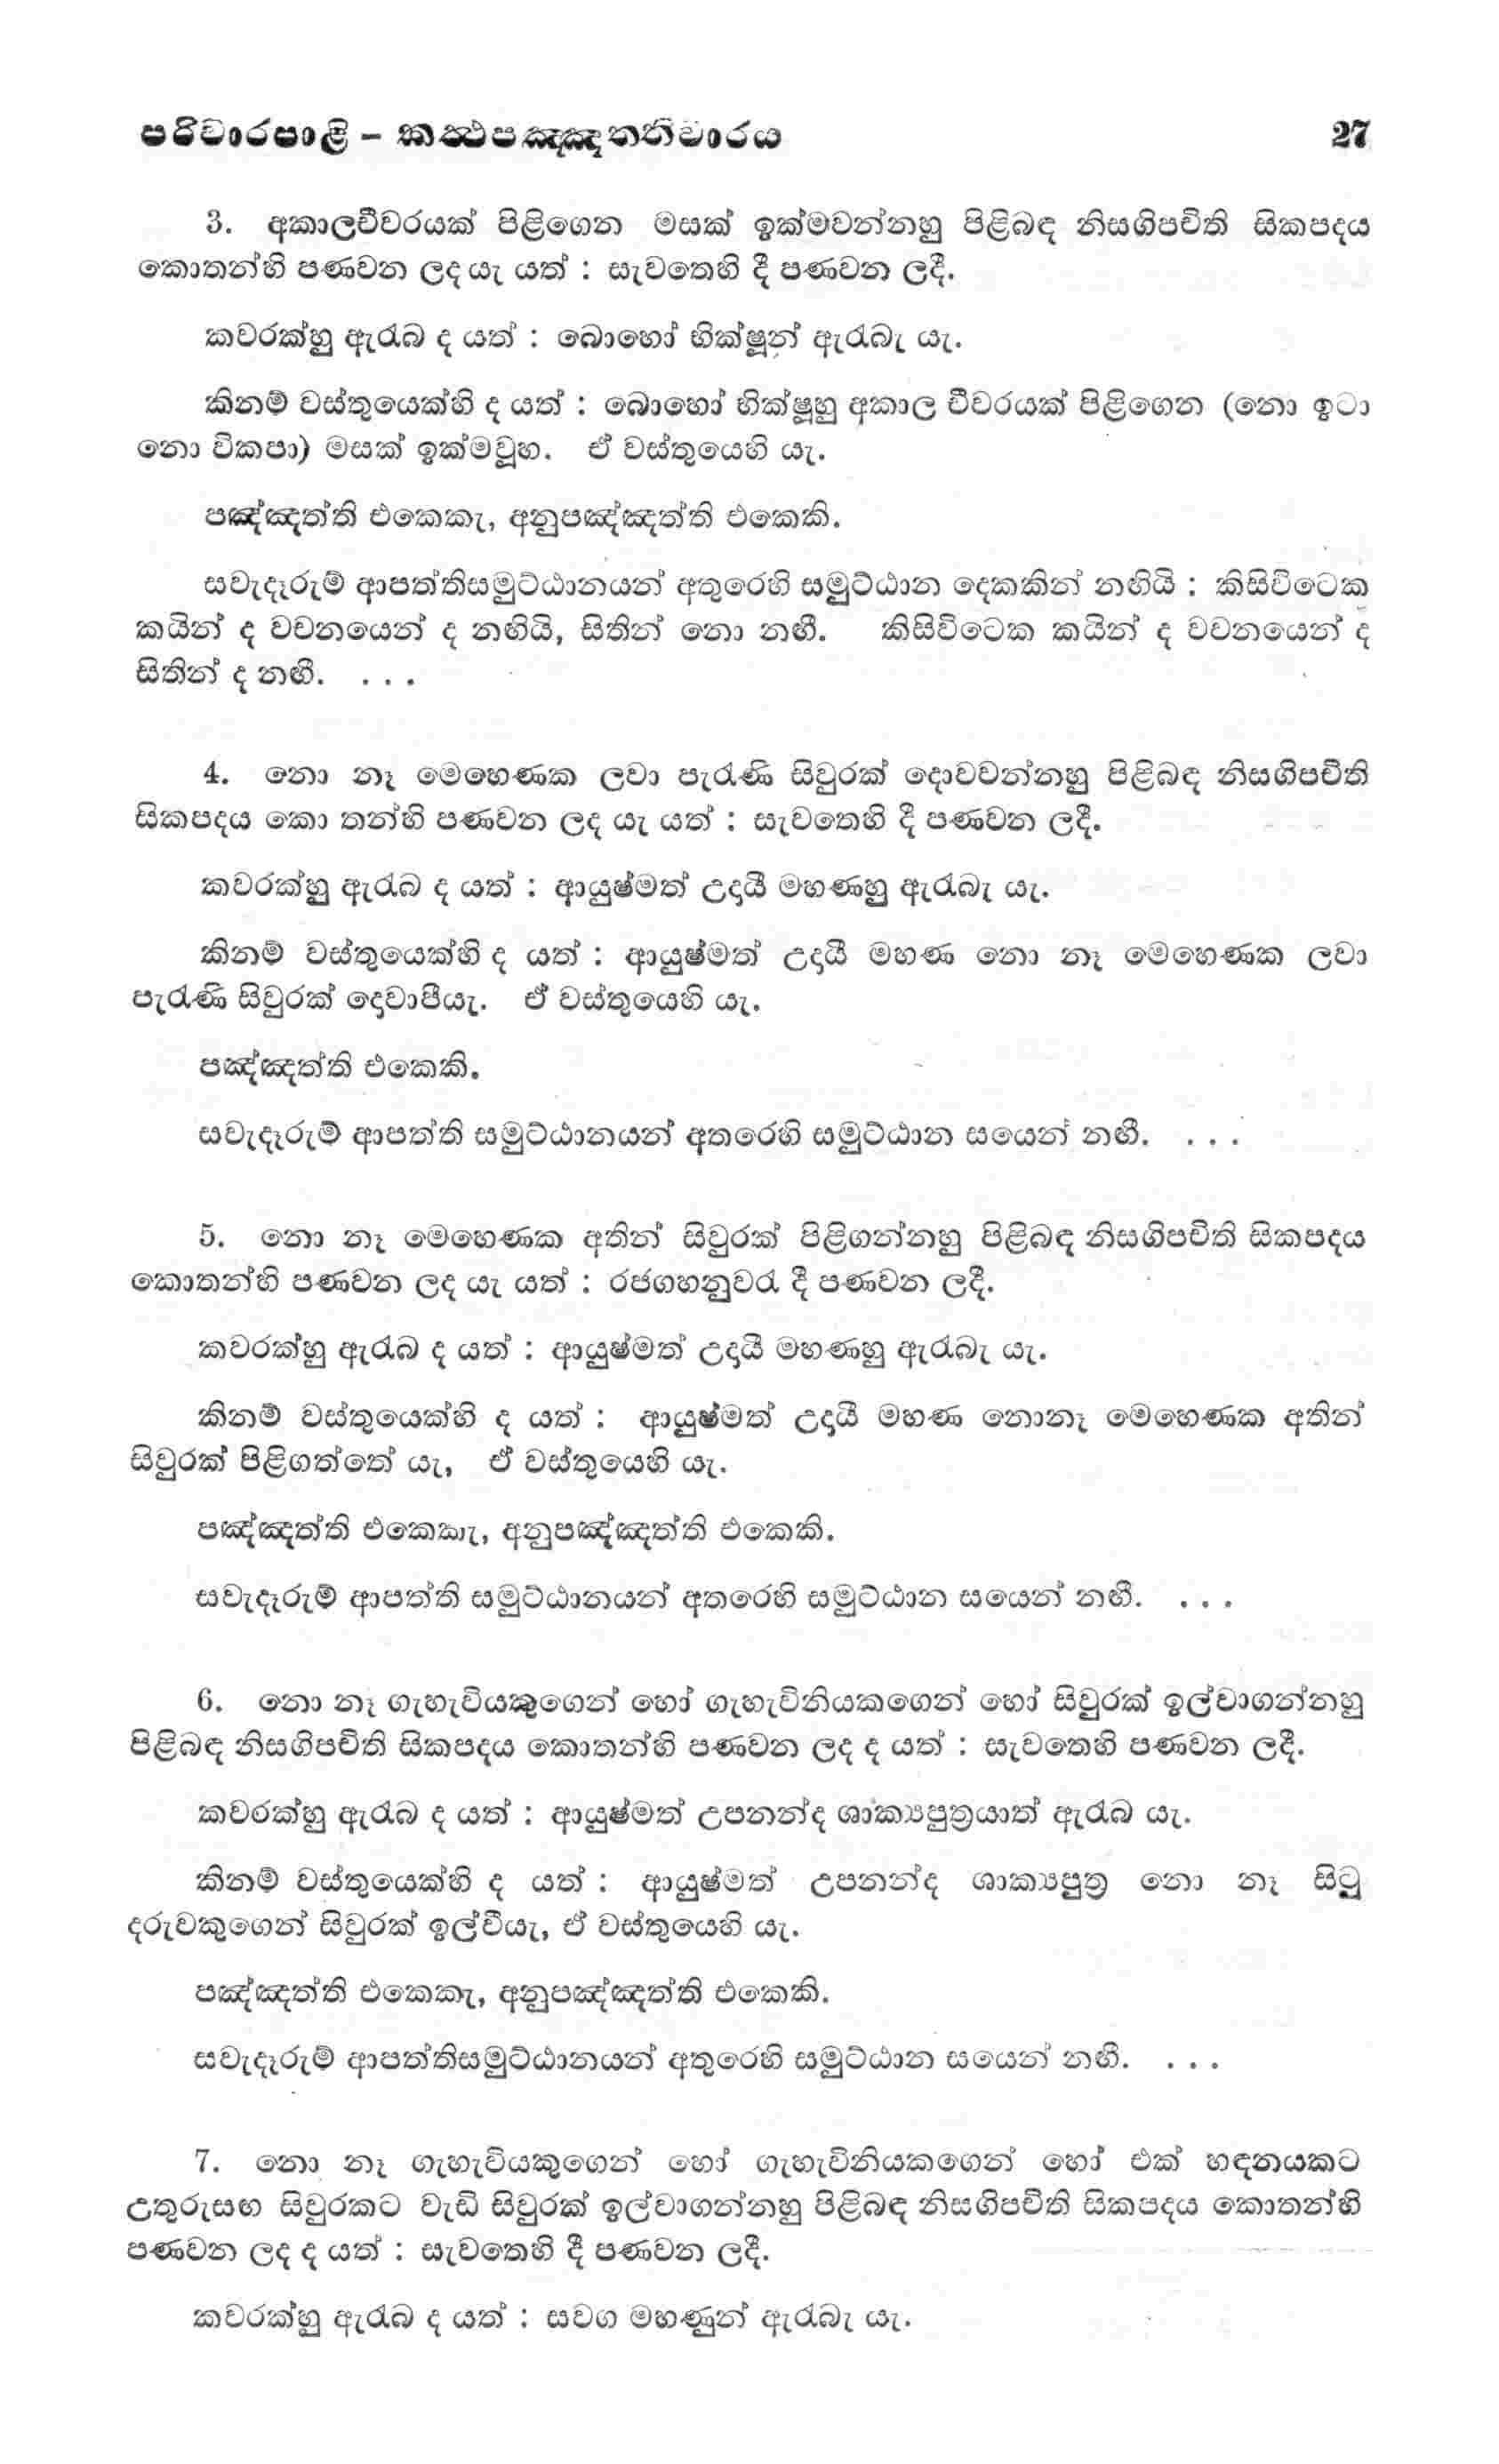 පරිවාරපාළි – කත්ථපඤ්ඤත්තිවාරය 27
3. අකාලචීවරයක් පිළිගෙන මසක් ඉක්මවන්නහු පිළිබඳ නිසගිපචිති සිකපදය
කොතන්හි පණවන ලද යැ යත් : සැවතෙහි දී පණවන ලදී.
කවරක්හු ඇරැබ ද යත් : බොහෝ භික්ෂූන් ඇරැබැ යැ.
කිනම් වස්තුයෙක්හි ද යත් : බොහෝ භික්ෂූහු අකාල චීවරයක් පිළිගෙන (නො ඉටා
නො විකපා) මසක් ඉක්මවූහ. ඒ වස්තුයෙහි යැ.
පඤ්ඤත්ති එකෙකැ, අනුපඤ්ඤත්ති එකෙකි.
සවැදෑරුම් ආපත්තිසමුට්ඨානයන් අතුරෙහි සමුට්ඨාන දෙකකින් නඟියි : කිසිවිටෙක
කයින් ද වචනයෙන් ද නඟියි, සිතින් නො නඟී. කිසිවිටෙක කයින් ද වචනයෙන් ද
සිතින් ද නඟී. . . .
4. නො නෑ මෙහෙණක ලවා පැරැණි සිවුරක් දොවවන්නහු පිළිබඳ නිසගිපචිති
සිකපදය කො තන්හි පණවන ලද යැ යත් : සැවතෙහි දී පණවන ලදී.
කවරක්හු ඇරැබ ද යත් : ආයුෂ්මත් උදායී මහණහු ඇරැබැ යැ.
කිනම් වස්තුයෙක්හි ද යත් : ආයුෂ්මත් උදායී මහණ නො නෑ මෙහෙණක ලවා
පැරැණි සිවුරක් දෙවාපීයැ. ඒ වස්තුයෙහි යැ.
පඤ්ඤත්ති එකෙකි.
සවැදෑරුම් ආපත්ති සමුට්ඨානයන් අතරෙහි සමුට්ඨාන සයෙන් නඟී. . . .
5. නො නෑ මෙහෙණක අතින් සිවුරක් පිළිගන්නහු පිළිබඳ නිසගිපචිති සිකපදය
කොතන්හි පණවන ලද යැ යත් : රජගහනුවරැ දී පණවන ලදී.
කවරක්හු ඇරැබ ද යත් : ආයුෂ්මත් උදායී මහණහු ඇරැබැ යැ.
කිනම් වස්තුයෙක්හි ද යත් : ආයුෂ්මත් උදායී මහණ නොනෑ මෙහෙණක අතින්
සිවුරක් පිළිගත්තේ යැ, ඒ වස්තුයෙහි යැ.
පඤ්ඤත්ති එකෙකැ, අනුපඤ්ඤත්ති එකෙකි.
සවැදෑරුම් ආපත්ති සමුට්ඨානයන් අතරෙහි සමුට්ඨාන සයෙන් නඟී. . . .
6. නො නෑ ගැහැවියකුගෙන් හෝ ගැහැවිනියකගෙන් හෝ සිවුරක් ඉල්වාගන්නහු
පිළිබඳ නිසගිපචිති සිකපදය කොතන්හි පණවන ලද ද යත් : සැවතෙහි පණවන ලදී.
කවරක්හු ඇරැබ ද යත් : ආයුෂ්මත් උපනන්ද ශාක්‍යපුත්‍රයාත් ඇරැබ යැ.
කිනම් වස්තුයෙක්හි ද යත් : ආයුෂ්මත් උපනන්ද ශාක්‍යපුත්‍ර නො නෑ සිටු
දරුවකුගෙන් සිවුරක් ඉල්වීයැ, ඒ වස්තුයෙහි යැ.
පඤ්ඤත්ති එකෙකැ, අනුපඤ්ඤත්ති එකෙකි.
සවැදෑරුම් ආපත්තිසමුට්ඨානයන් අතුරෙහි සමුට්ඨාන සයෙන් නඟී. . . .
7. නො නෑ ගැහැවියකුගෙන් හෝ ගැහැවිනියකගෙන් හෝ එක් හඳනයකට
උතුරුසඟ සිවුරකට වැඩි සිවුරක් ඉල්වාගන්නහු පිළිබඳ නිසගිපචිති සිකපදය කොතන්හි
පණවන ලද ද යත් : සැවතෙහි දී පණවන ලදී.
කවරක්හු ඇරැබ ද යත් : සවග මහණුන් ඇරැබැ යැ.